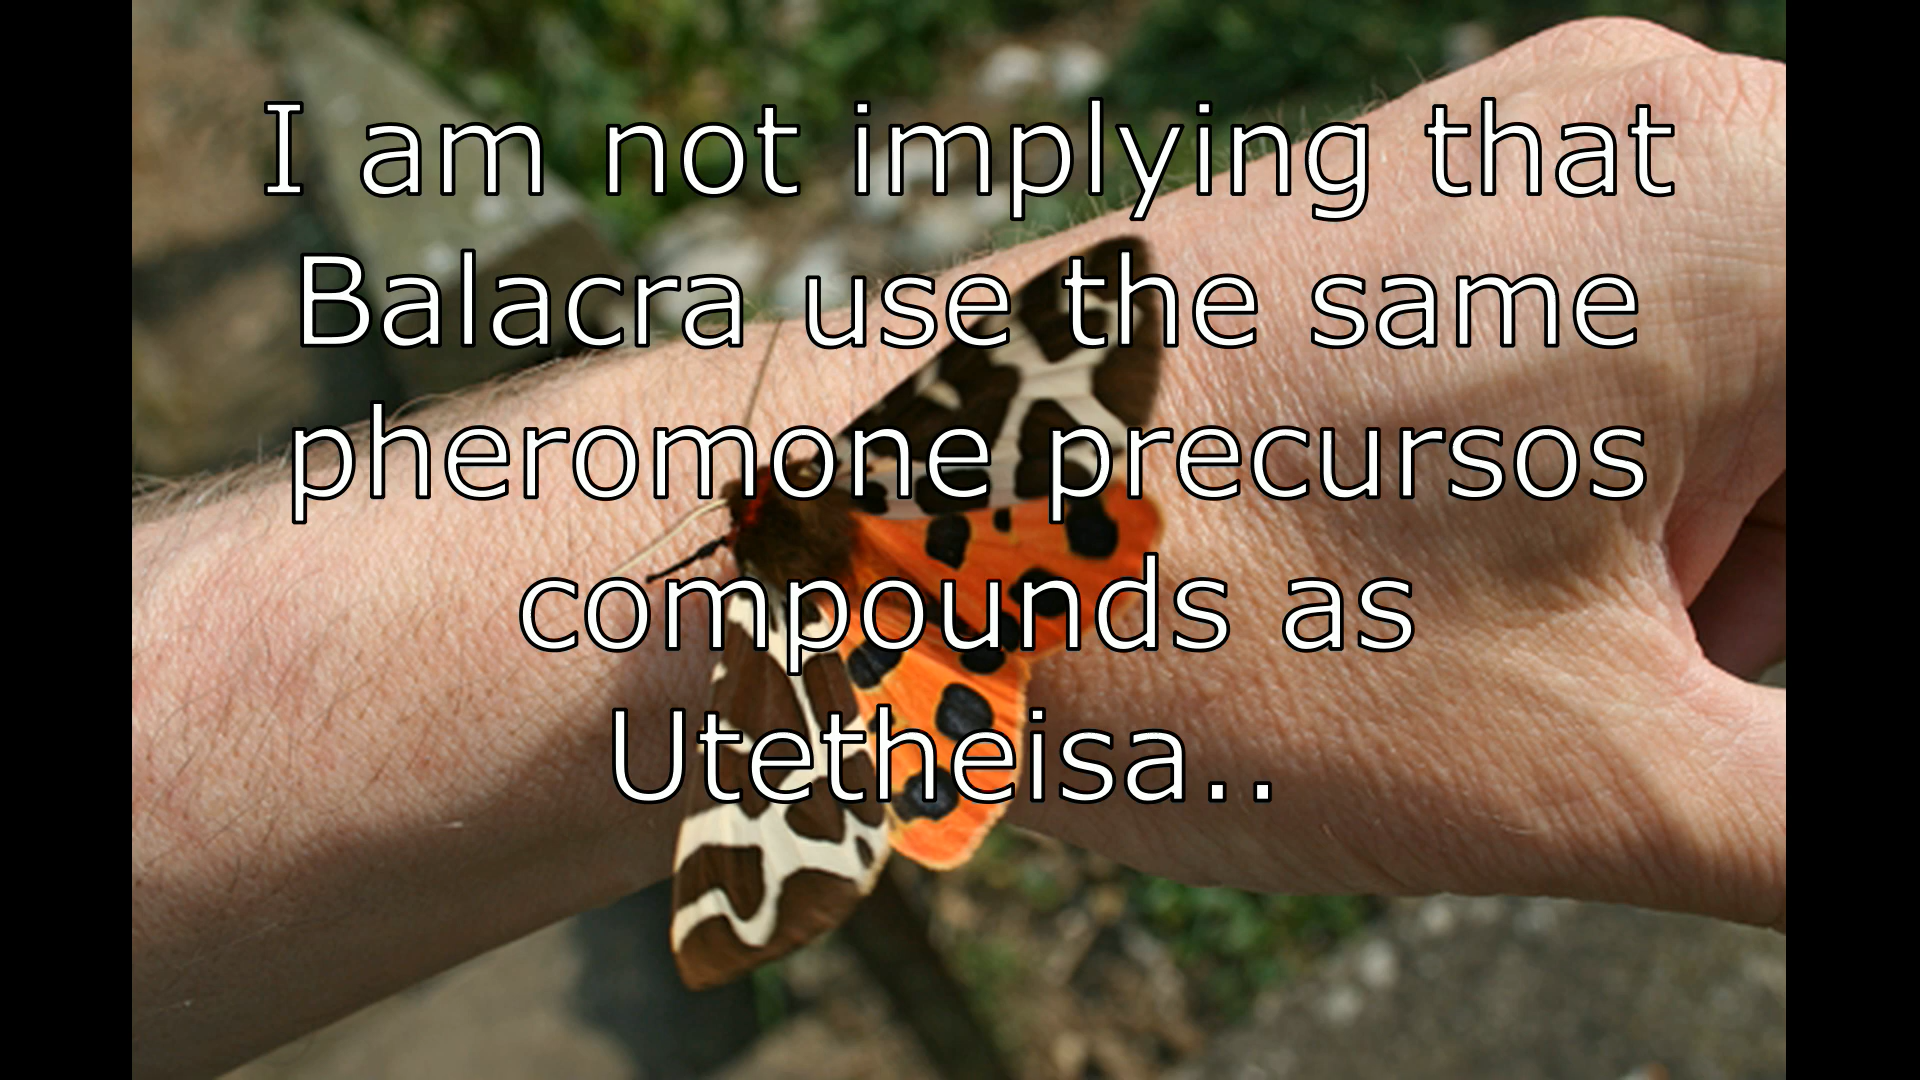 I am not implying that
Balacra use the same
pheromone precursos
compounds as
Utetheisa..